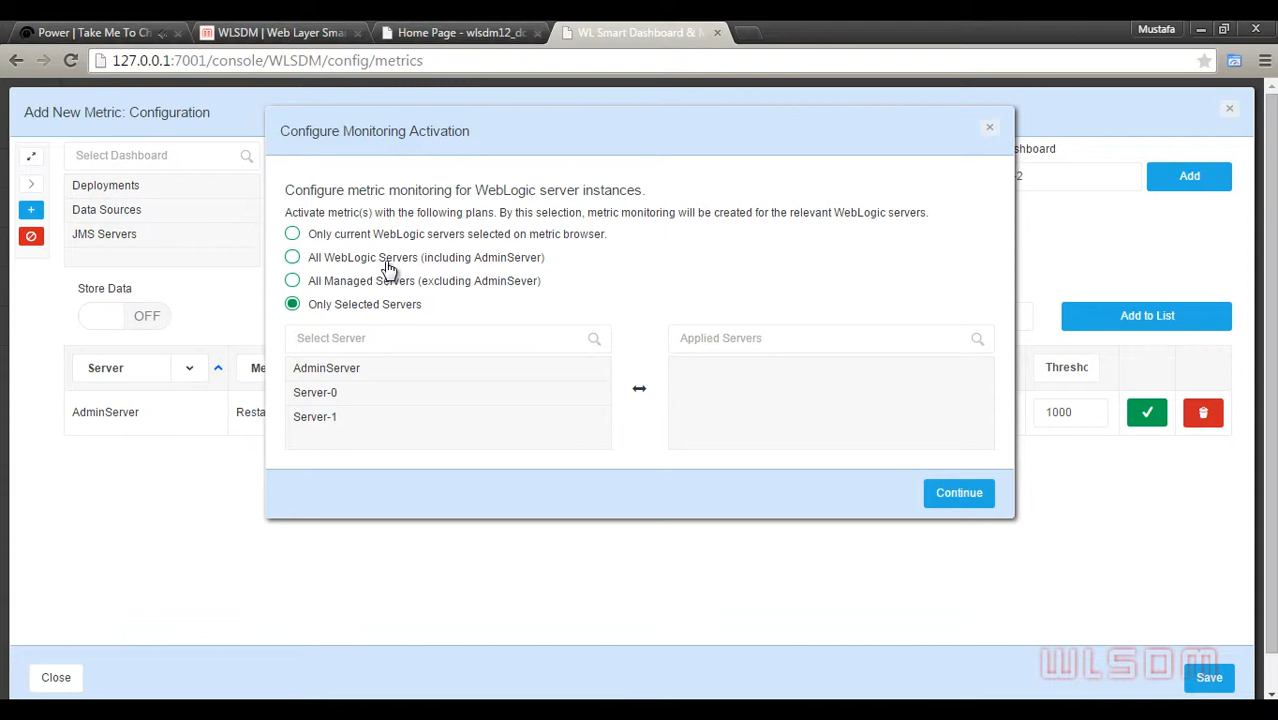 Power | Take Me To Ch
WLSDM | Web Layer Smar
Home Page - wlsdm12_do
WL Smart Dashboard & M
Mustafa
127.0.0.1:7001/console/WLSDM/config/metrics
Add New Metric: Configuration
Configure Monitoring Activation
Select Dashboard
shboard
Deployments
-2
Add
Data Sources
JMS Servers
Configure metric monitoring for WebLogic server instances.
Activate metric(s) with the following plans. By this selection, metric monitoring will be created for the relevant WebLogic servers.
Only current WebLogic servers selected on metric browser.
All WebLogic Servers (including AdminServer)
All Managed Servers (excluding AdminSever)
Only Selected Servers
Store Data
OFF
Add to List
Select Server
Applied Servers
AdminServer
Server-0
Server-1
Server
Me
Thresho
AdminServer
Resta
1000
Continue
WLSDM
Close
Save